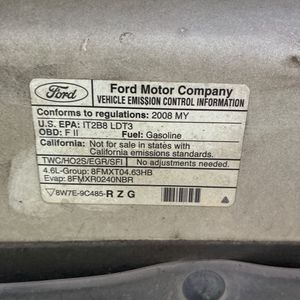 Ford
Ford Motor Company
VEHICLE EMISSION CONTROL INFORMATION
Conforms to regulations: 2008 MY
U.S. EPA: IT2B8 LDT3
OBD: F II Fuel: Gasoline
California: Not for sale in states with
California emissions standards.
TWC/HO2S/EGR/SFI No adjustments needed.
4.6L-Group: 8FMXT04.63HB
Evap: 8FMXR0240NBR
8W7E-9C485-R Z G